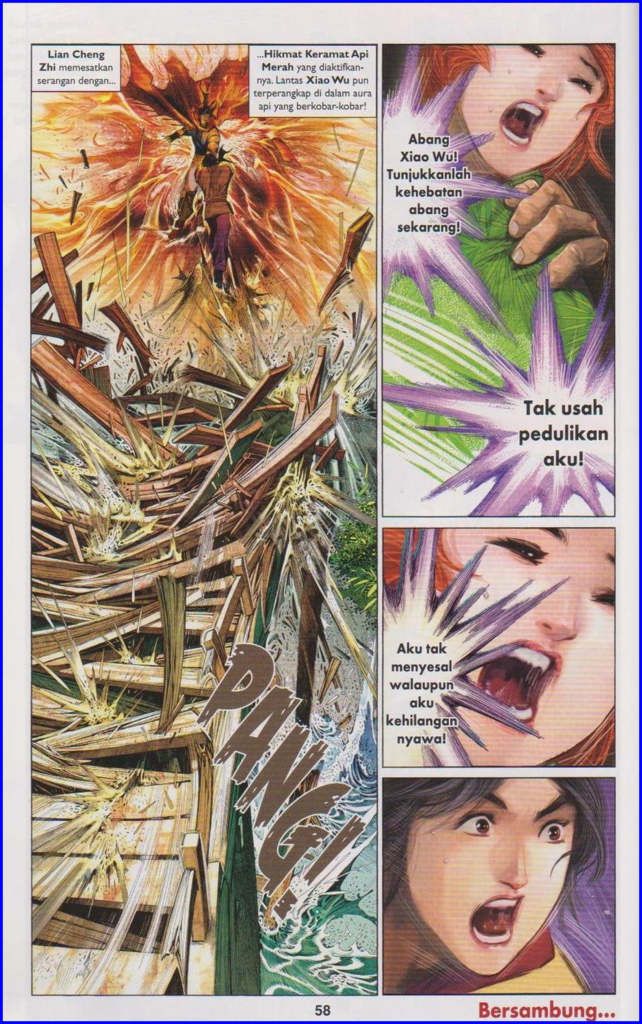 Lian Cheng
Zhi memesatkan
serangan dengan...
...Hikmat Keramat Api
Merah yang diaktifkan-
nya. Lantas Xiao Wu pun
terperangkap di dalam aura
api yang berkobar-kobar!
PANG!
Abang
Xiao Wu!
Tunjukkanlah
kehebatan
abang
sekarang!
Tak usah
pedulikan
aku!
Aku tak
menyesal
walaupun
aku
kehilangan
nyawa!
58
Bersambung...